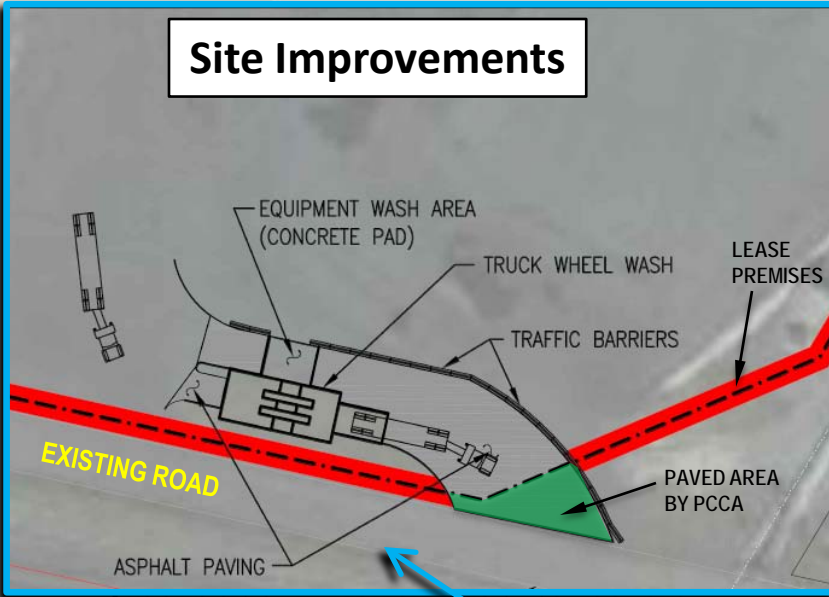 Site Improvements
EQUIPMENT WASH AREA
(CONCRETE PAD)
TRUCK WHEEL WASH
LEASE
PREMISES
TRAFFIC BARRIERS
EXISTING ROAD
PAVED AREA
BY PCCA
ASPHALT PAVING